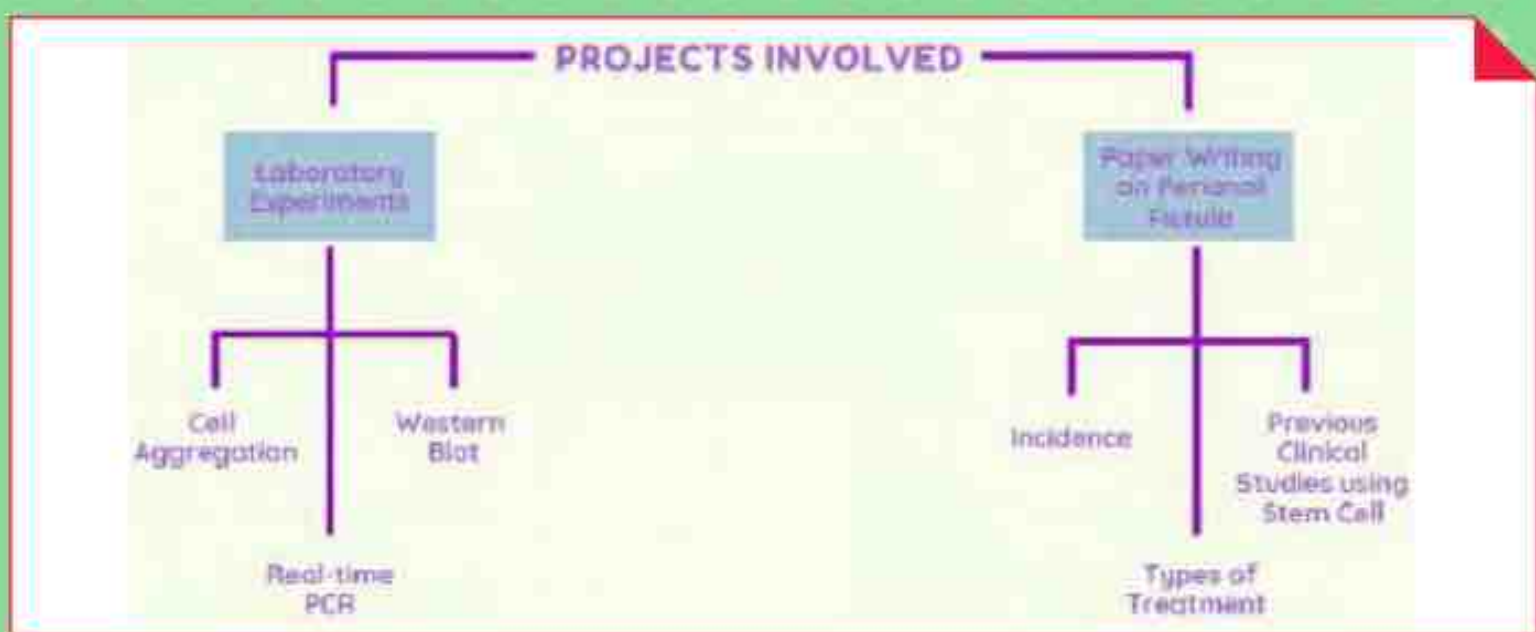 PROJECTS INVOLVED
Laboratory
Experiments
Paper Writing
on Perianal
Fistula
Cell
Aggregation
Western
Blot
Real-time
PCR
Incidence
Previous
Clinical
Studies using
Stem Cell
Types of
Treatment